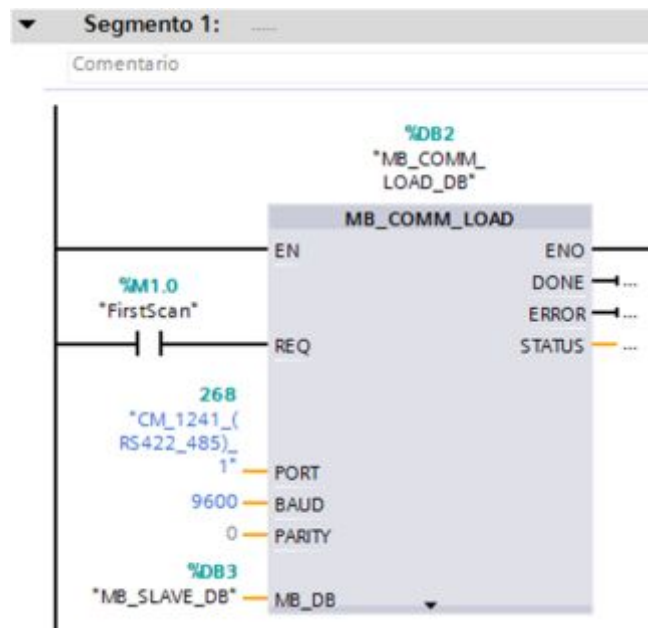 Segmento 1: .....
Comentario
%DB2
"MB_COMM_
LOAD_DB"
MB_COMM_LOAD
EN
ENO
%M1.0
DONE
...
"FirstScan"
ERROR
...
REQ
STATUS
...
268
"CM_1241_(
RS422_485)_
1"
PORT
9600
BAUD
0
PARITY
%DB3
"MB_SLAVE_DB"
MB_DB